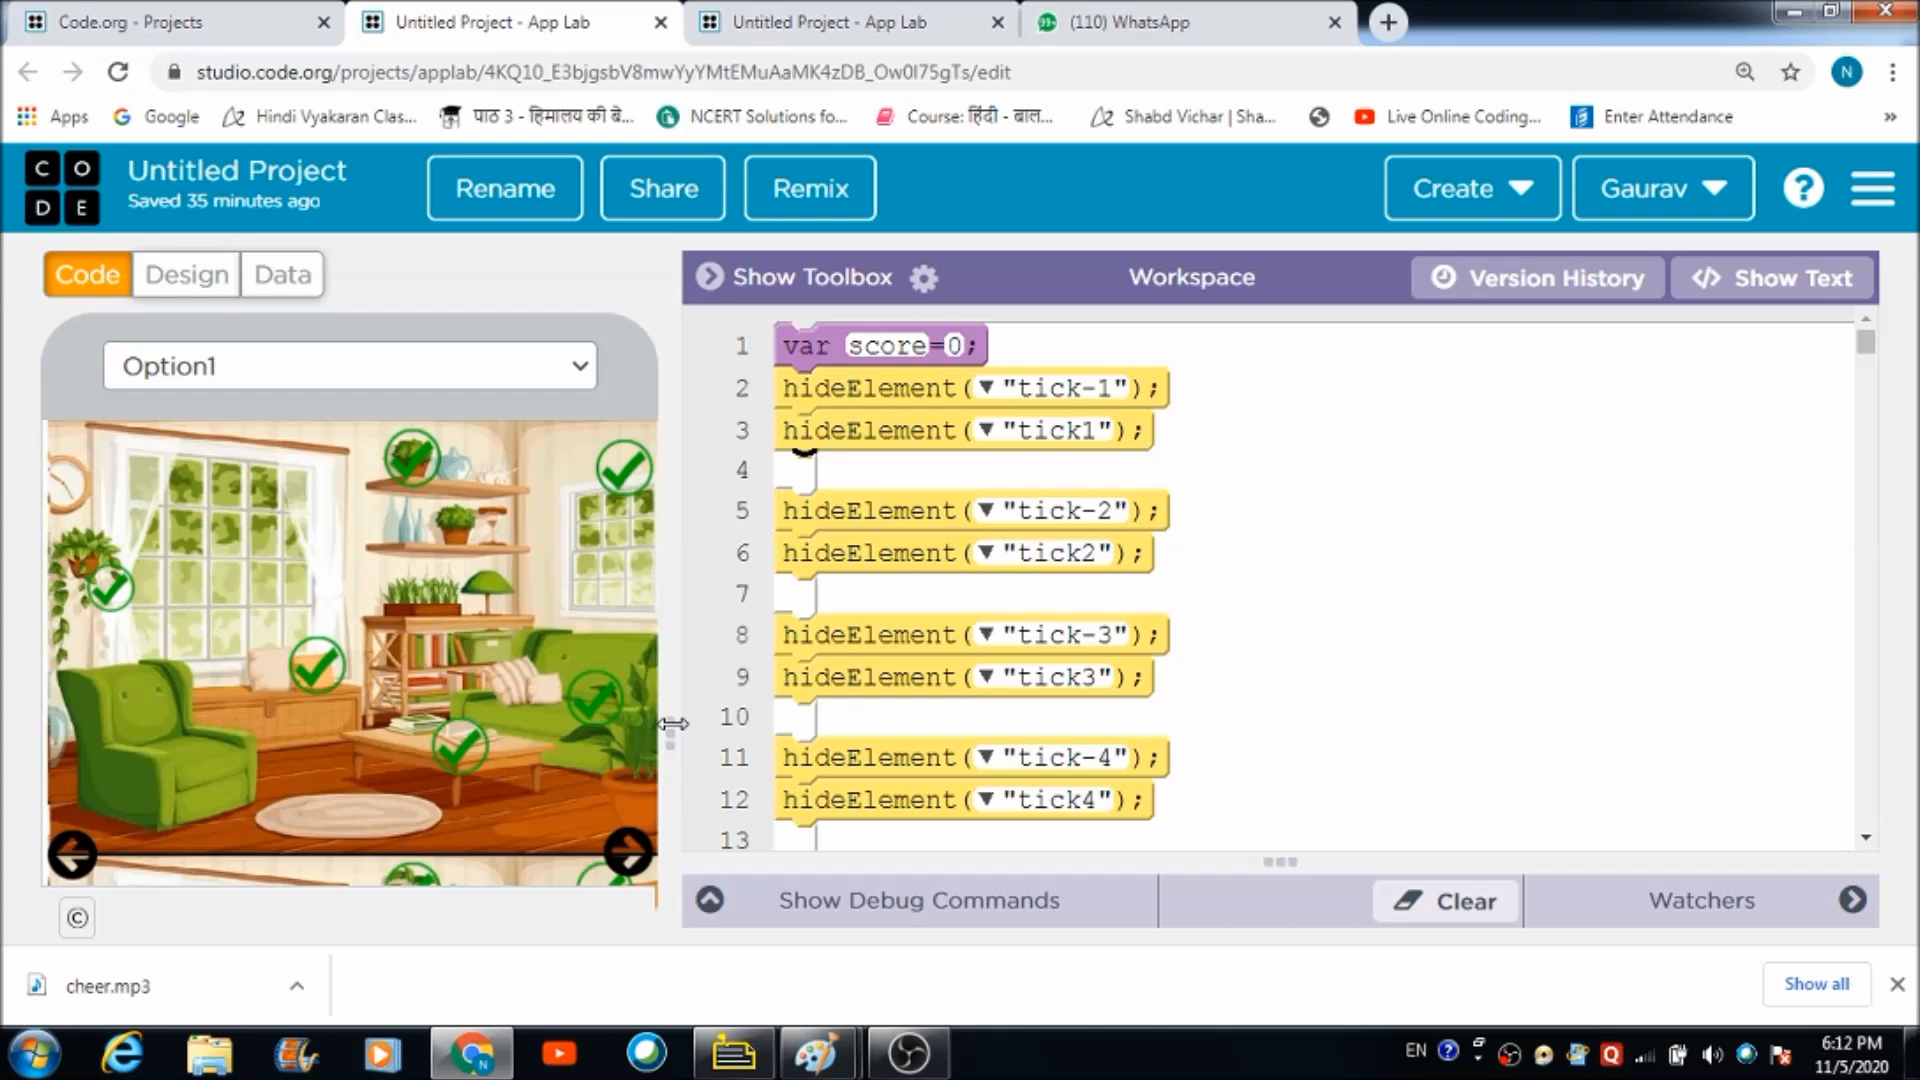 Code.org - Projects
Untitled Project - App Lab
Untitled Project - App Lab
(110) WhatsApp
studio.code.org/projects/applab/4KQ10_E3bjgsbV8mwYyYMtEMuAaMK4zDB_Ow0I75gTs/edit
N
Apps
Google
Hindi Vyakaran Clas...
पाठ 3 - हिमालय की बे...
NCERT Solutions fo...
Course: हिंदी - बाल...
Shabd Vichar | Sha...
Live Online Coding...
Enter Attendance
»
C O D E
Untitled Project
Saved 35 minutes ago
Rename
Share
Remix
Create
Gaurav
?
Code
Design
Data
Show Toolbox
Workspace
Version History
</> Show Text
Option1
1 var score=0;
2 hideElement("tick-1");
3 hideElement("tick1");
4
5 hideElement("tick-2");
6 hideElement("tick2");
7
8 hideElement("tick-3");
9 hideElement("tick3");
10
11 hideElement("tick-4");
12 hideElement("tick4");
13
Show Debug Commands
Clear
Watchers
©
cheer.mp3
Show all
EN
6:12 PM
11/5/2020